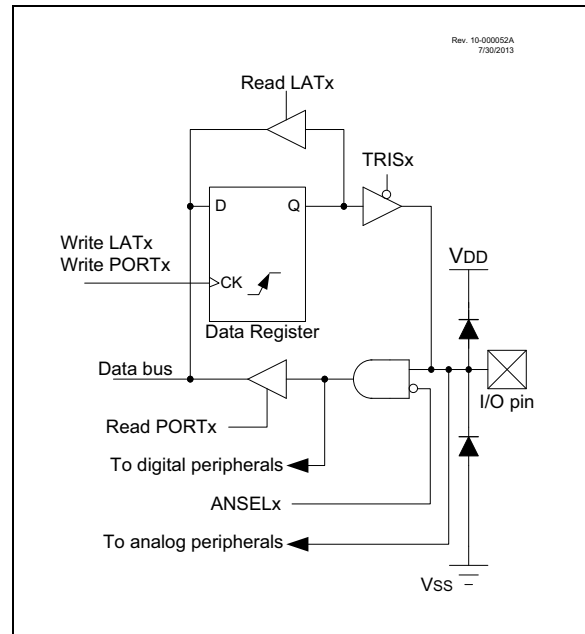 Rev. 10-000052A
7/30/2013
Read LATx
TRISx
D
Q
Write LATx
Write PORTx
CK
VDD
Data Register
Data bus
I/O pin
Read PORTx
To digital peripherals
ANSELx
To analog peripherals
Vss